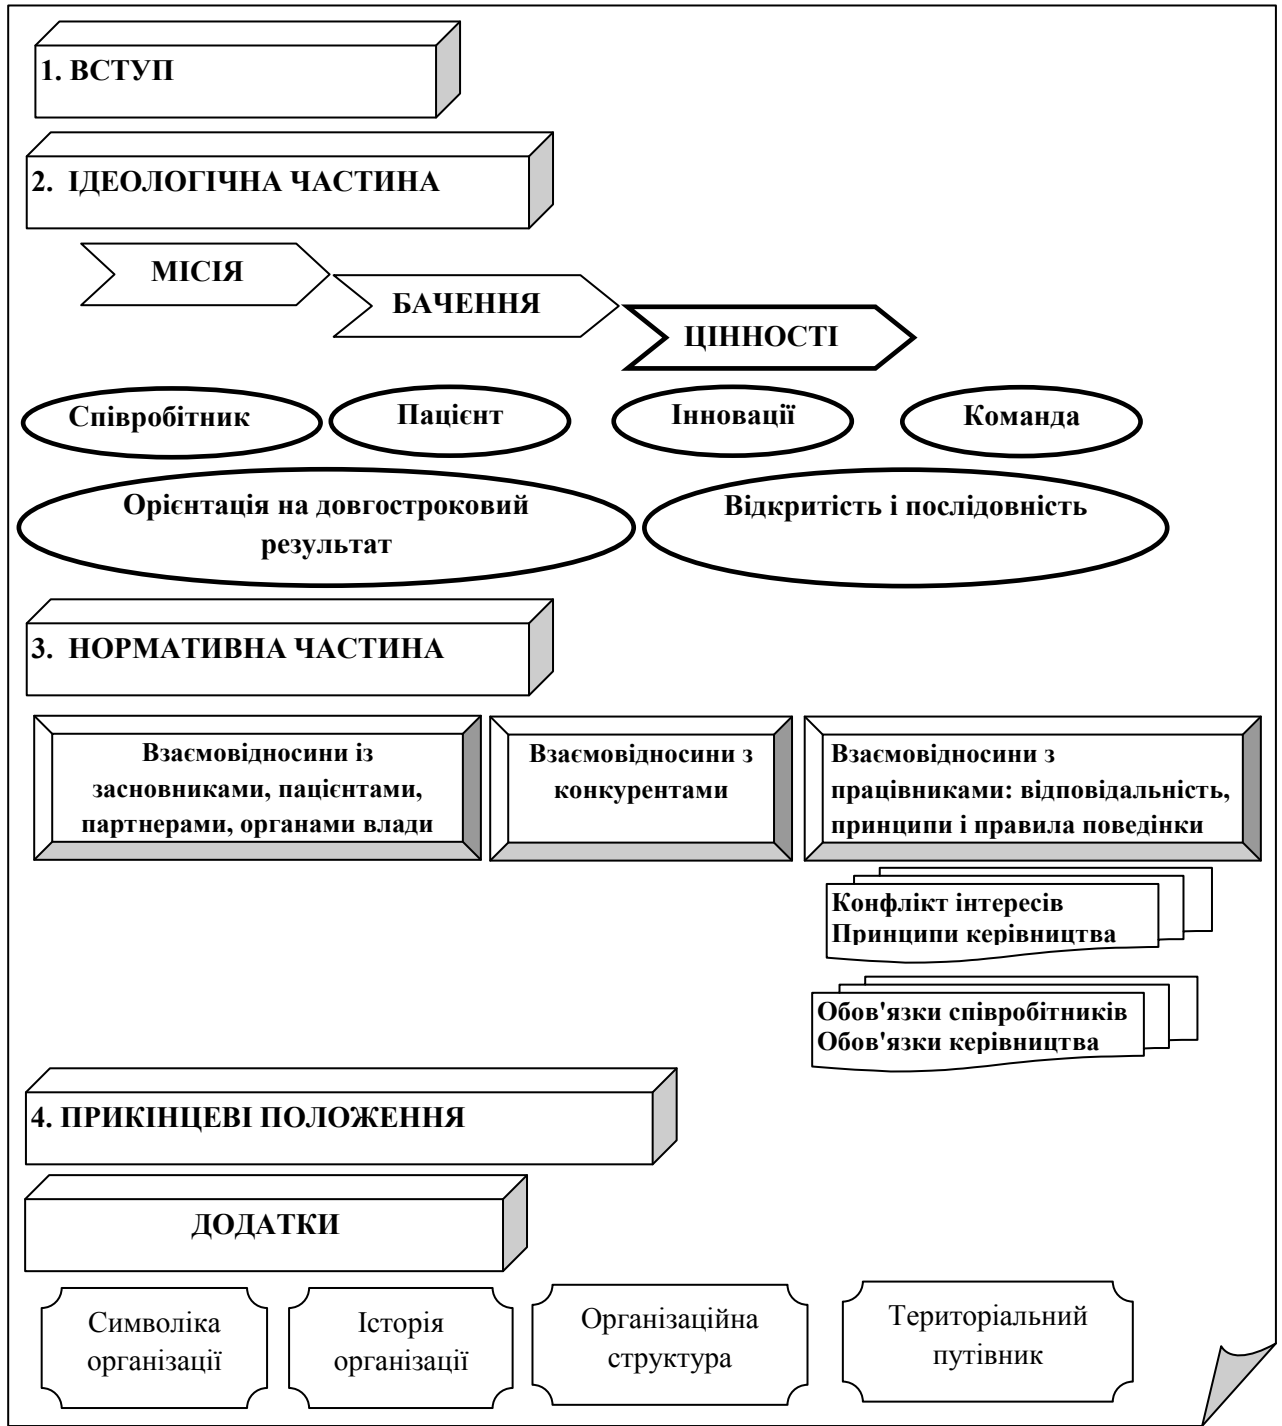 1. ВСТУП
2. ІДЕОЛОГІЧНА ЧАСТИНА
МІСІЯ
БАЧЕННЯ
ЦІННОСТІ
Співробітник
Пацієнт
Інновації
Команда
Орієнтація на довгостроковий
результат
Відкритість і послідовність
3. НОРМАТИВНА ЧАСТИНА
Взаємовідносини із
засновниками, пацієнтами,
партнерами, органами влади
Взаємовідносини з
конкурентами
Взаємовідносини з
працівниками: відповідальність,
принципи і правила поведінки
Конфлікт інтересів
Принципи керівництва
Обов'язки співробітників
Обов'язки керівництва
4. ПРИКІНЦЕВІ ПОЛОЖЕННЯ
ДОДАТКИ
Символіка
організації
Історія
організації
Організаційна
структура
Територіальний
путівник